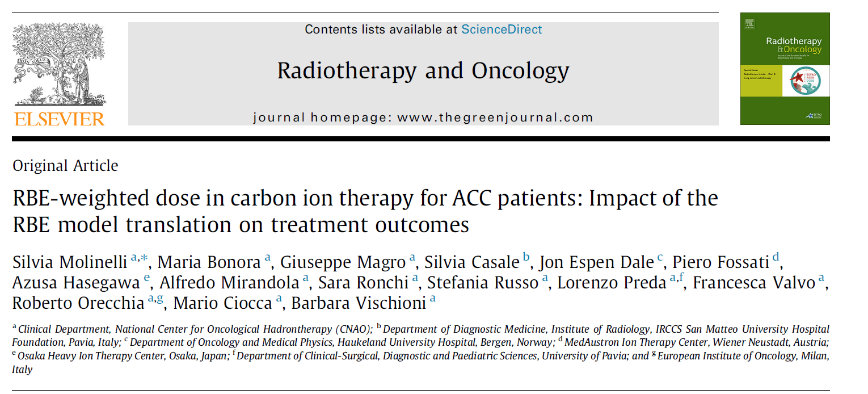 Contents lists available at ScienceDirect
Radiotherapy and Oncology
journal homepage: www.thegreenjournal.com
ELSEVIER
Radiotherapy
&Oncology
Original Article
RBE-weighted dose in carbon ion therapy for ACC patients: Impact of the
RBE model translation on treatment outcomes
Silvia Molinelli a,*, Maria Bonora a, Giuseppe Magro a, Silvia Casale b, Jon Espen Dale c, Piero Fossati d,
Azusa Hasegawa e, Alfredo Mirandola a, Sara Ronchi a, Stefania Russo a, Lorenzo Preda a,f, Francesca Valvo a,
Roberto Orecchia a,g, Mario Ciocca a, Barbara Vischioni a
a Clinical Department, National Center for Oncological Hadrontherapy (CNAO); b Department of Diagnostic Medicine, Institute of Radiology, IRCCS San Matteo University Hospital
Foundation, Pavia, Italy; c Department of Oncology and Medical Physics, Haukeland University Hospital, Bergen, Norway; d MedAustron Ion Therapy Center, Wiener Neustadt, Austria;
e Osaka Heavy Ion Therapy Center, Osaka, Japan; f Department of Clinical-Surgical, Diagnostic and Paediatric Sciences, University of Pavia; and g European Institute of Oncology, Milan,
Italy